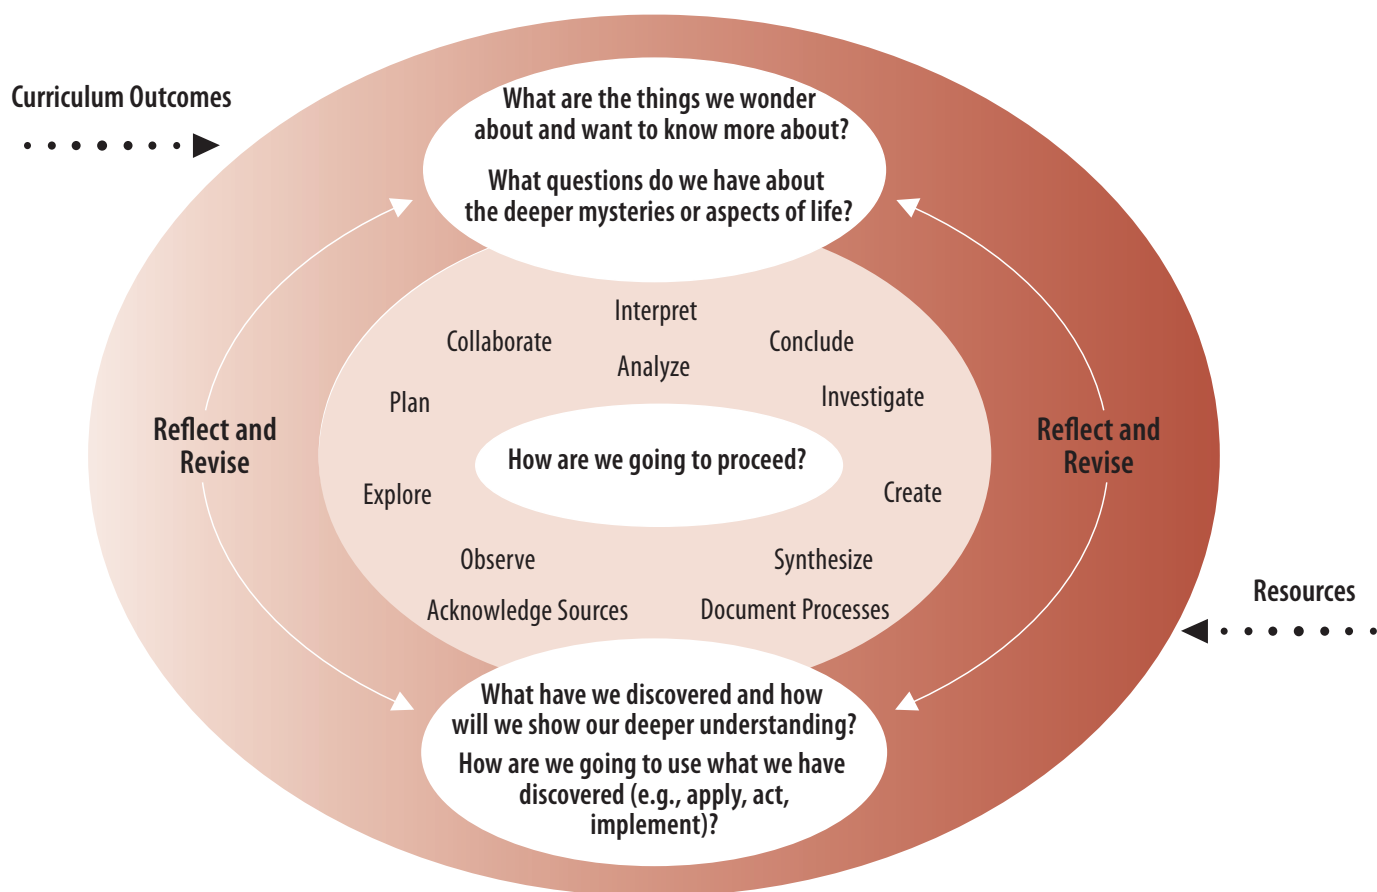 Curriculum Outcomes
What are the things we wonder
about and want to know more about?
What questions do we have about
the deeper mysteries or aspects of life?
Interpret
Collaborate
Conclude
Analyze
Plan
Investigate
Reflect and
Revise
How are we going to proceed?
Reflect and
Revise
Explore
Create
Observe
Synthesize
Acknowledge Sources
Document Processes
Resources
What have we discovered and how
will we show our deeper understanding?
How are we going to use what we have
discovered (e.g., apply, act,
implement)?